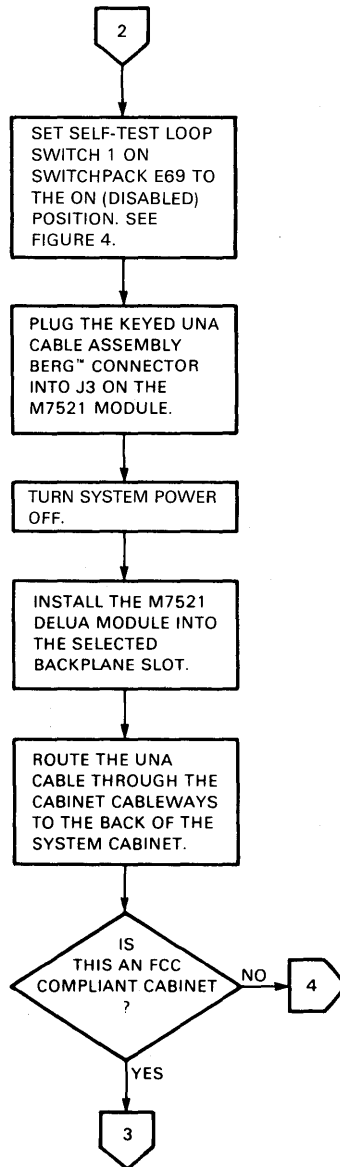 2
SET SELF-TEST LOOP
SWITCH 1 ON
SWITCHPACK E69 TO
THE ON (DISABLED)
POSITION. SEE
FIGURE 4.
PLUG THE KEYED UNA
CABLE ASSEMBLY
BERG™ CONNECTOR
INTO J3 ON THE
M7521 MODULE.
TURN SYSTEM POWER
OFF.
INSTALL THE M7521
DELUA MODULE INTO
THE SELECTED
BACKPLANE SLOT.
ROUTE THE UNA
CABLE THROUGH THE
CABINET CABLEWAYS
TO THE BACK OF THE
SYSTEM CABINET.
IS
THIS AN FCC
COMPLIANT CABINET
?
NO
4
YES
3